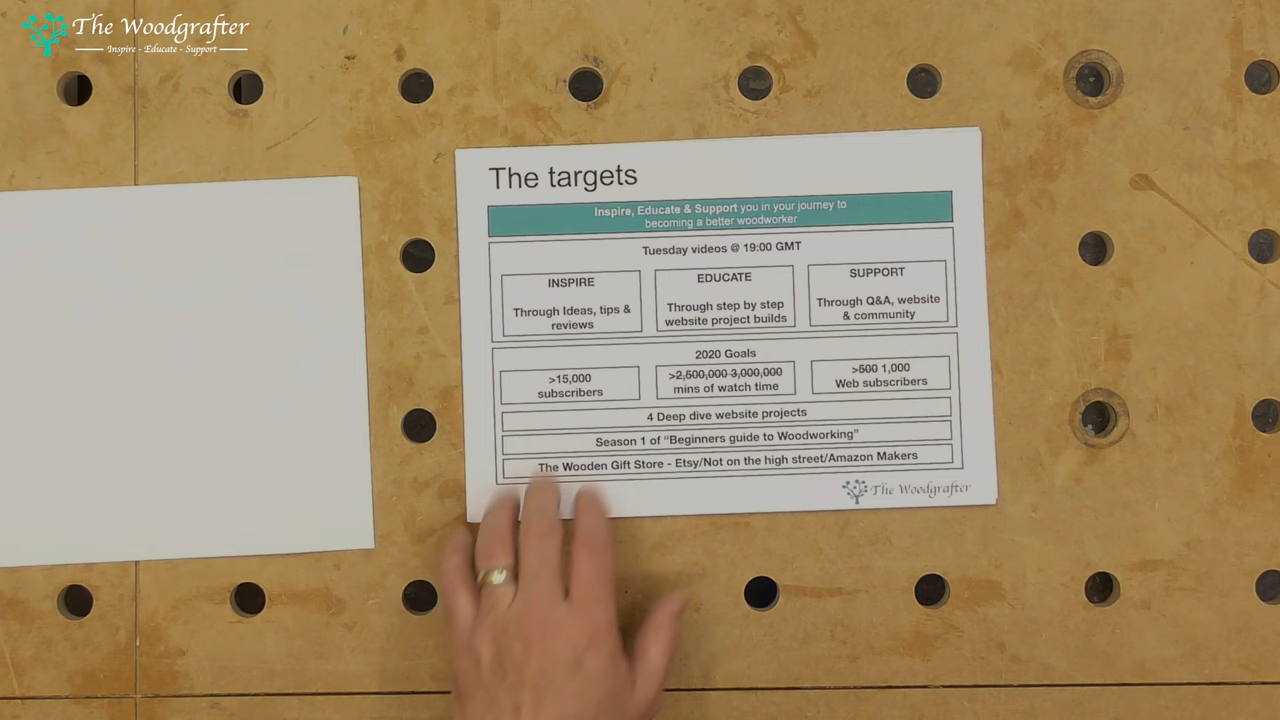 The Woodgrafter
Inspire - Educate - Support
The targets
Inspire, Educate & Support you in your journey to
becoming a better woodworker
Tuesday videos @ 19:00 GMT
INSPIRE
Through Ideas, tips &
reviews
EDUCATE
Through step by step
website project builds
SUPPORT
Through Q&A, website
& community
2020 Goals
>15,000
subscribers
>2,500,000 3,000,000
mins of watch time
>500 1,000
Web subscribers
4 Deep dive website projects
Season 1 of “Beginners guide to Woodworking”
The Wooden Gift Store - Etsy/Not on the high street/Amazon Makers
The Woodgrafter